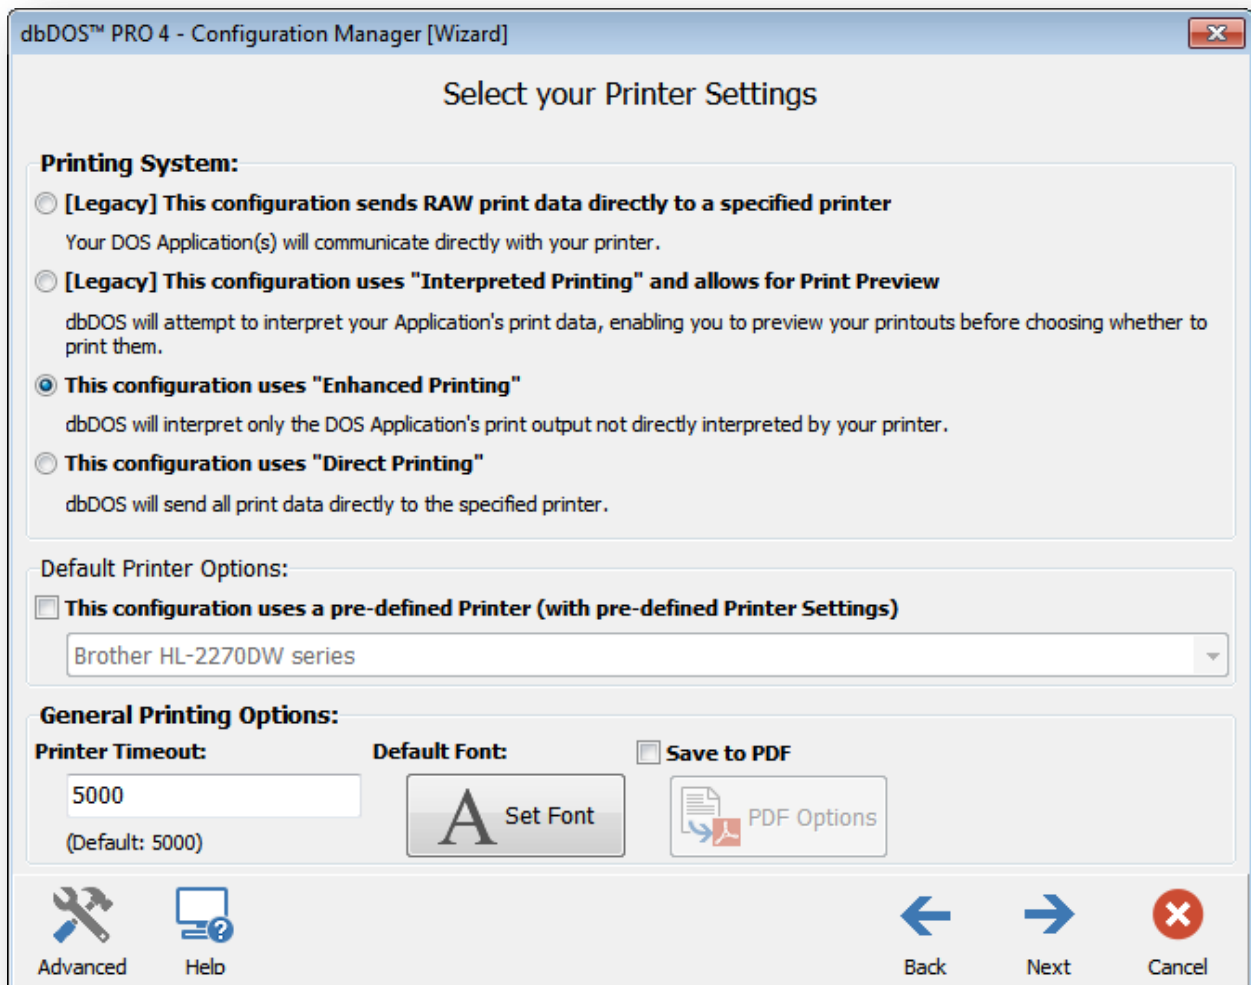 dbDOS™ PRO 4 - Configuration Manager [Wizard]
Select your Printer Settings
Printing System:
[Legacy] This configuration sends RAW print data directly to a specified printer
Your DOS Application(s) will communicate directly with your printer.
[Legacy] This configuration uses "Interpreted Printing" and allows for Print Preview
dbDOS will attempt to interpret your Application's print data, enabling you to preview your printouts before choosing whether to
print them.
This configuration uses "Enhanced Printing"
dbDOS will interpret only the DOS Application's print output not directly interpreted by your printer.
This configuration uses "Direct Printing"
dbDOS will send all print data directly to the specified printer.
Default Printer Options:
This configuration uses a pre-defined Printer (with pre-defined Printer Settings)
Brother HL-2270DW series
General Printing Options:
Printer Timeout: Default Font: Save to PDF
5000 A Set Font PDF Options
(Default: 5000)
Advanced Help Back Next Cancel